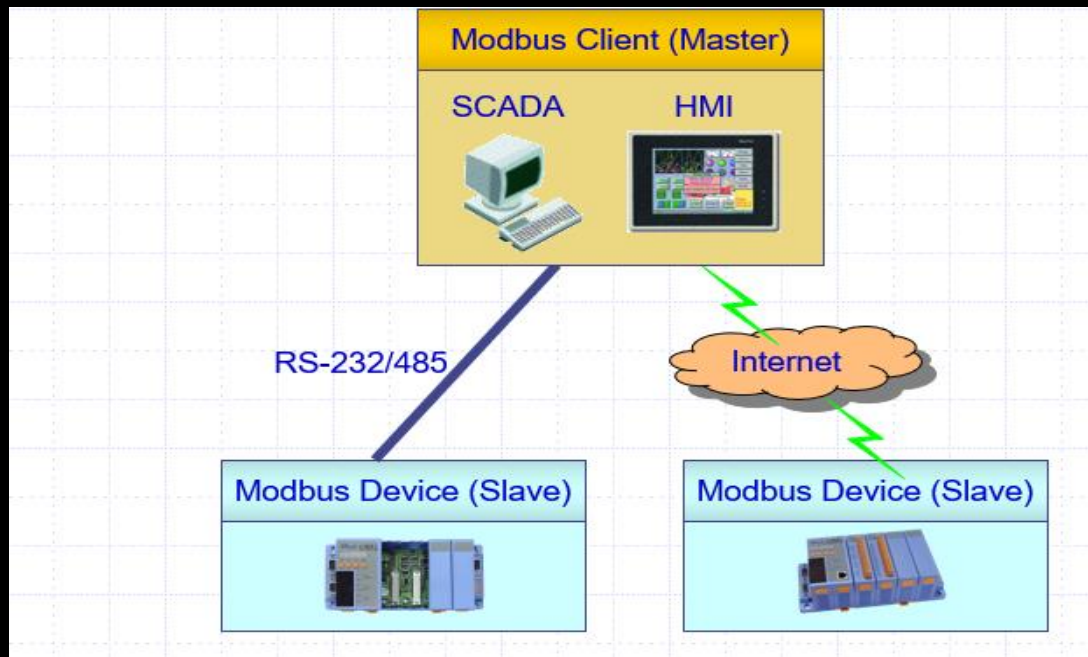 Modbus Client (Master)
SCADA HMI
RS-232/485
Internet
Modbus Device (Slave)
Modbus Device (Slave)